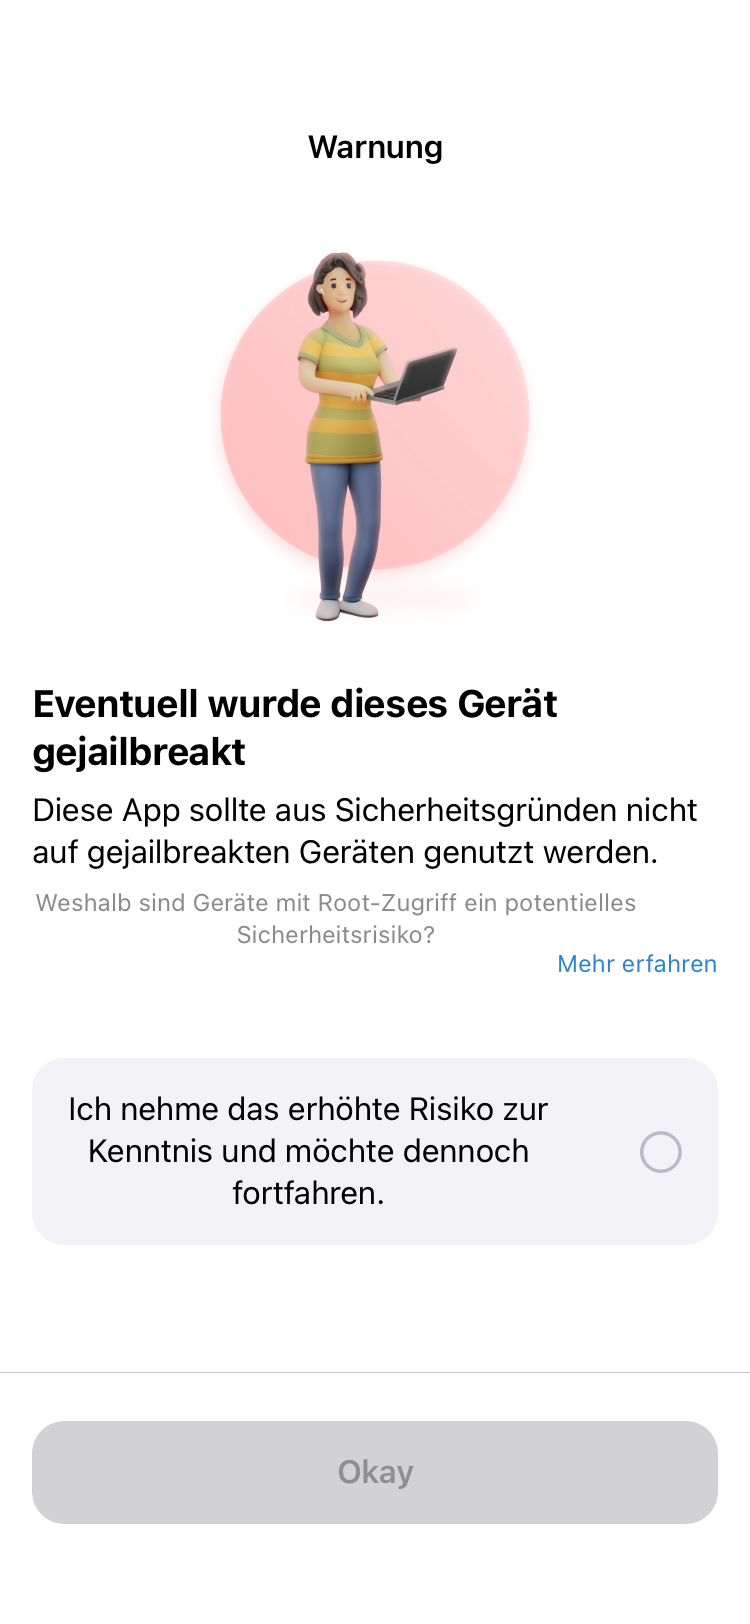 Warnung
Eventuell wurde dieses Gerät
gejailbreakt
Diese App sollte aus Sicherheitsgründen nicht
auf gejailbreakten Geräten genutzt werden.
Weshalb sind Geräte mit Root-Zugriff ein potentielles
Sicherheitsrisiko?
Mehr erfahren
Ich nehme das erhöhte Risiko zur
Kenntnis und möchte dennoch
fortfahren.
Okay